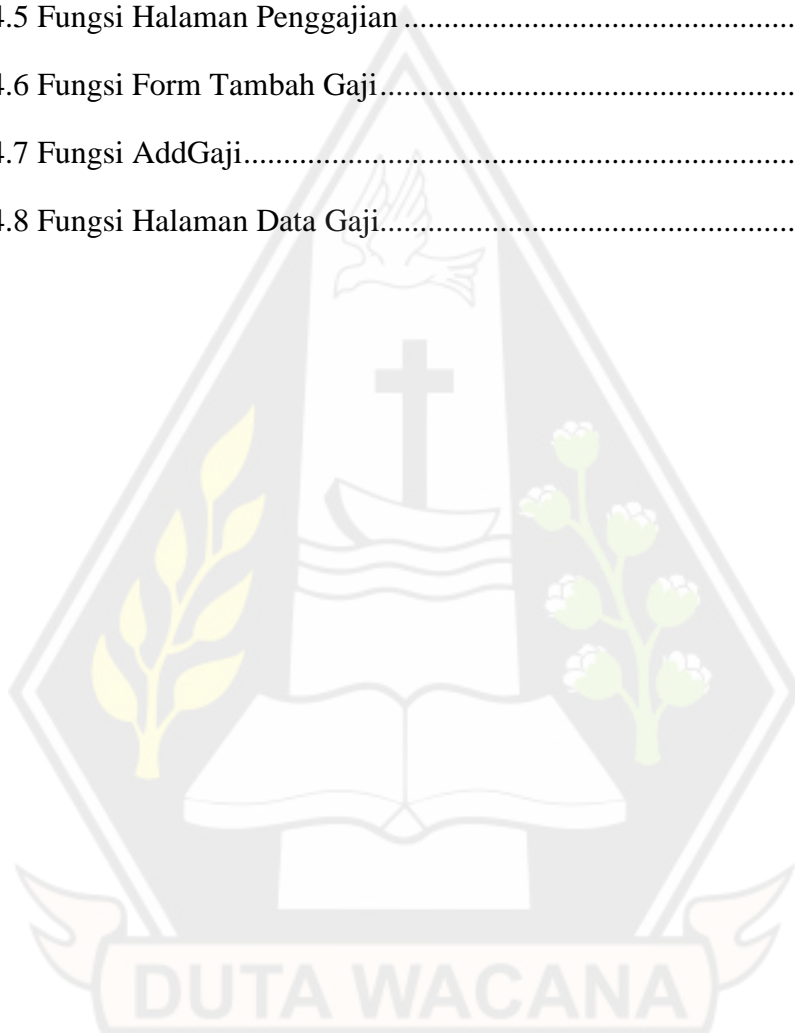 4.5 Fungsi Halaman Penggajian ................................................
4.6 Fungsi Form Tambah Gaji ...................................................
4.7 Fungsi AddGaji ....................................................................
4.8 Fungsi Halaman Data Gaji ...................................................
DUTA WACANA